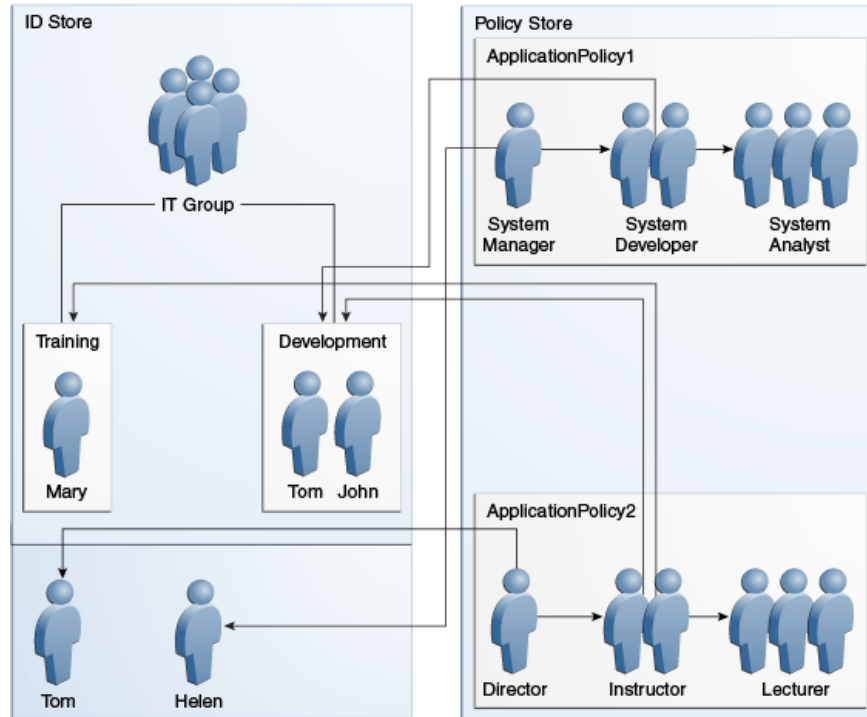 ID Store
IT Group
Training
Mary
Development
Tom John
Tom
Helen
Policy Store
ApplicationPolicy1
System
Manager
System
Developer
System
Analyst
ApplicationPolicy2
Director
Instructor
Lecturer